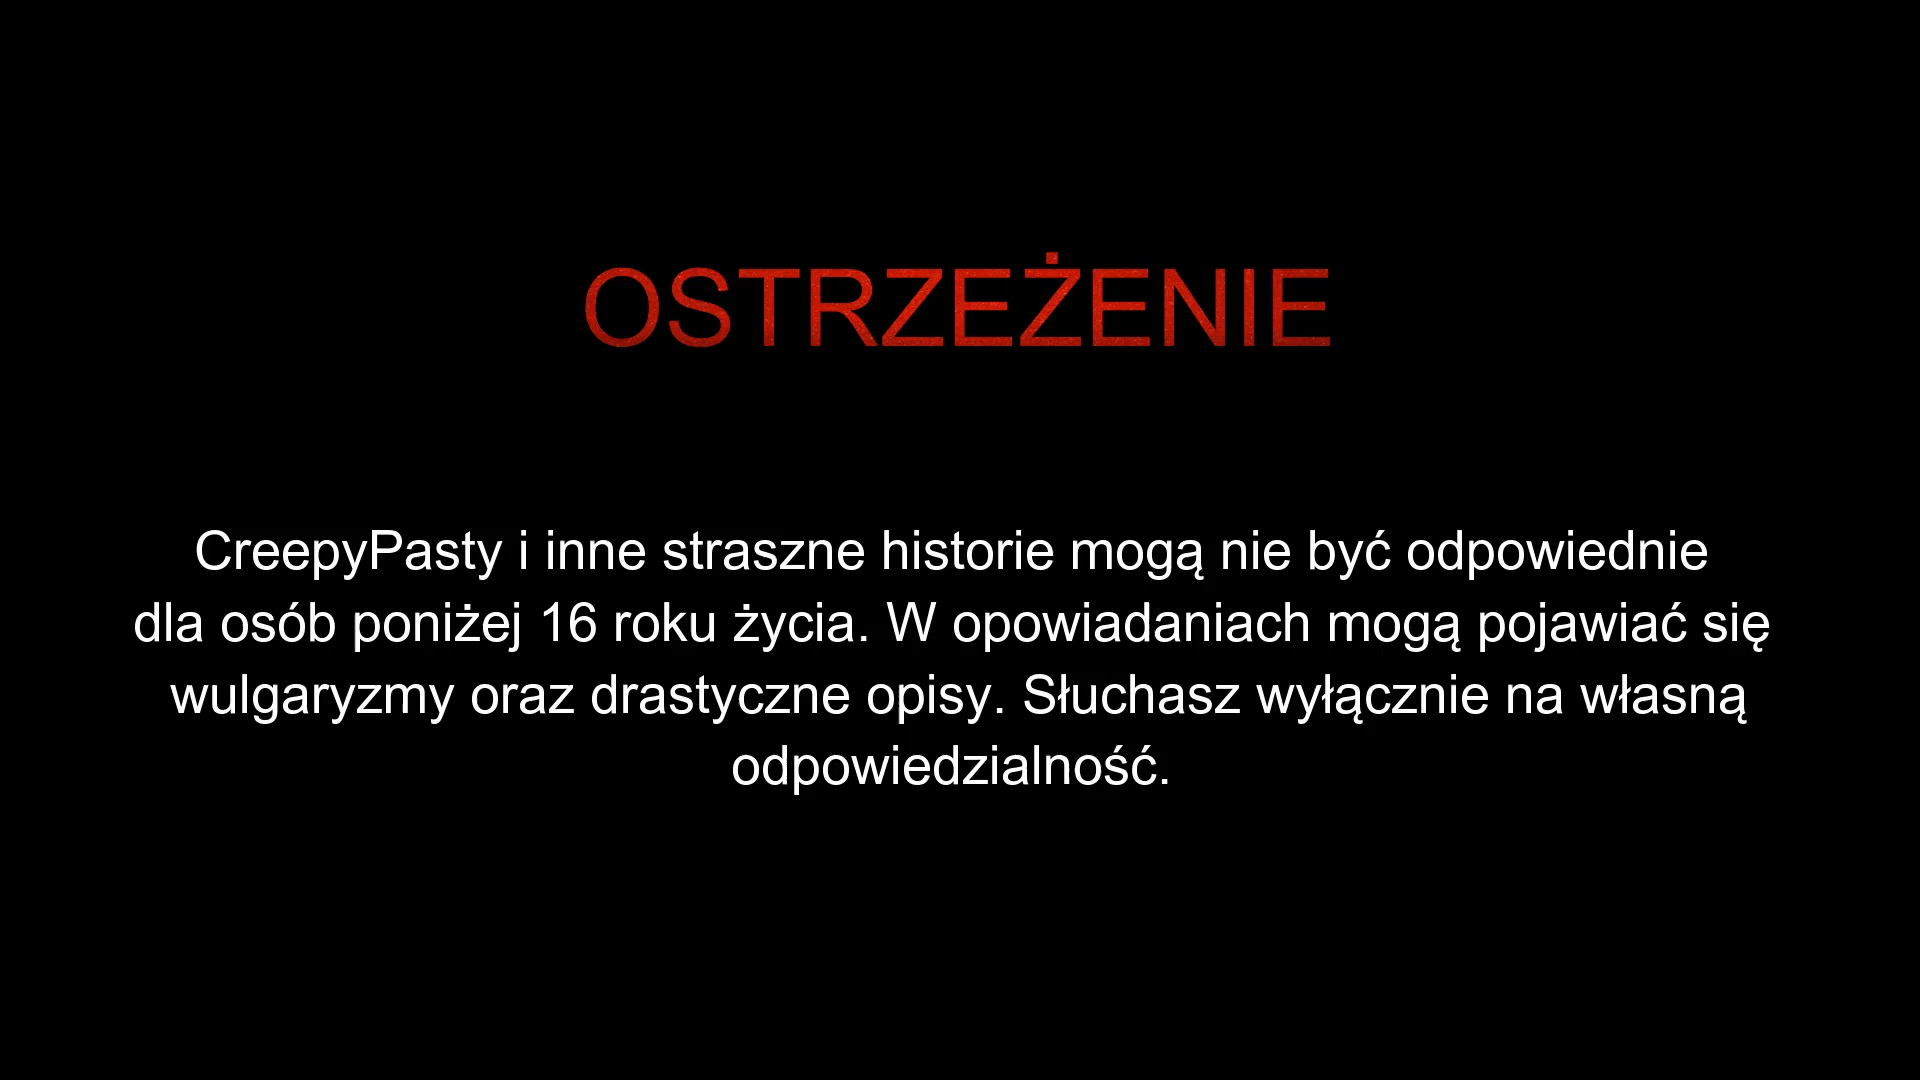 OSTRZEŻENIE
CreepyPasty i inne straszne historie mogą nie być odpowiednie
dla osób poniżej 16 roku życia. W opowiadaniach mogą pojawiać się
wulgaryzmy oraz drastyczne opisy. Słuchasz wyłącznie na własną
odpowiedzialność.